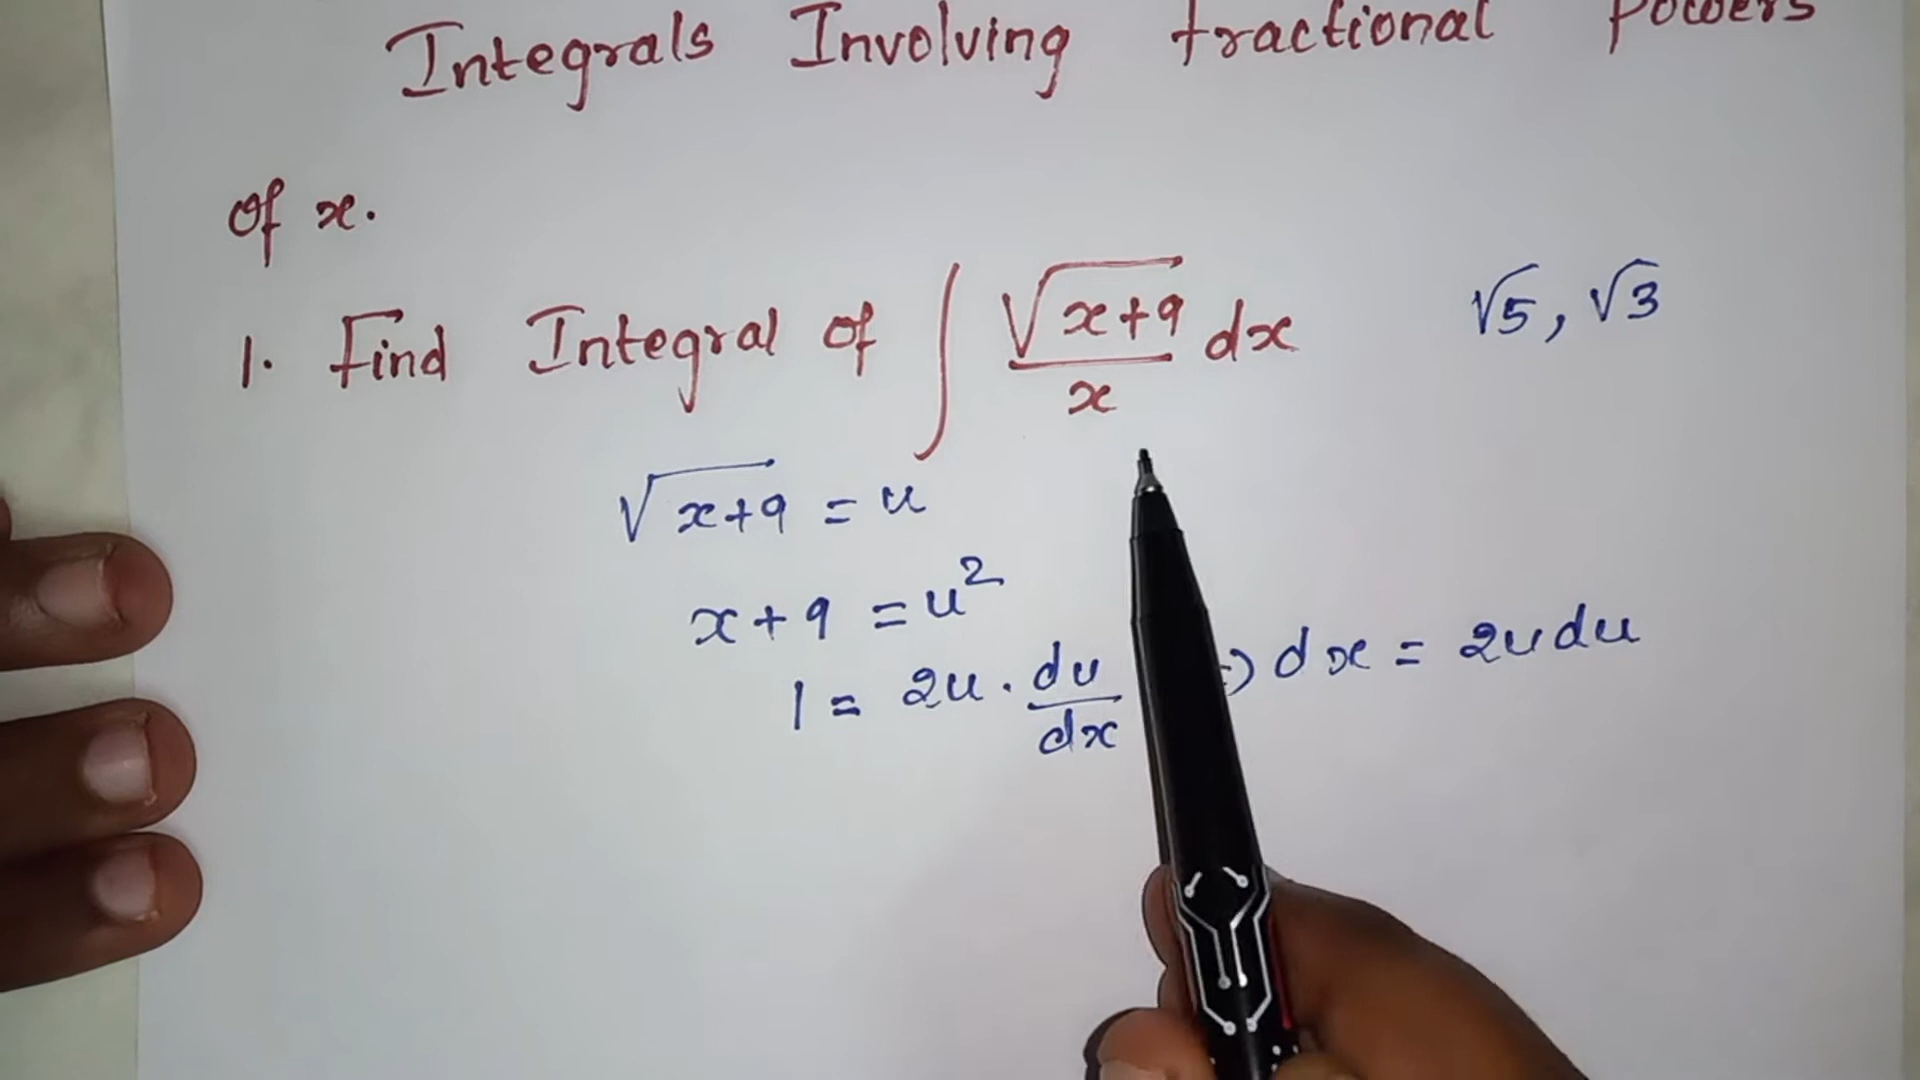 Integrals Involving fractional Powers
of x.
1. Find Integral of ∫ √(x+9)/x dx √5, √3
√(x+9) = u
x+9 = u²
1 = 2u · du/dx ⇒ dx = 2u du